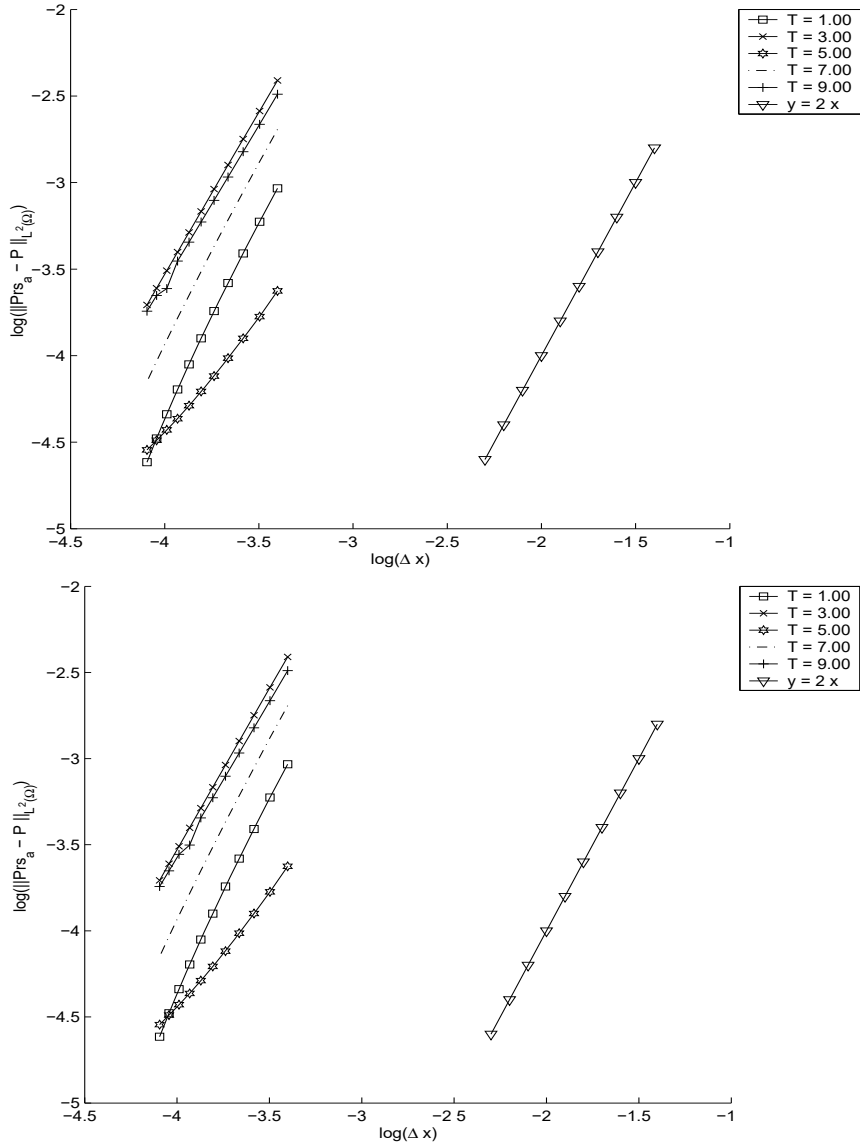 −2
−2.5
−3
−3.5
−4
−4.5
−5
log(||Prs_a − P ||_{L^2(Ω)})
−4.5
−4
−3.5
−3
−2.5
−2
−1.5
−1
log(Δ x)
T = 1.00
T = 3.00
T = 5.00
T = 7.00
T = 9.00
y = 2 x
−2
−2.5
−3
−3.5
−4
−4.5
−5
log(||Prs_a − P ||_{L^2(Ω)})
−4.5
−4
−3.5
−3
−2.5
−2
−1.5
−1
log(Δ x)
T = 1.00
T = 3.00
T = 5.00
T = 7.00
T = 9.00
y = 2 x